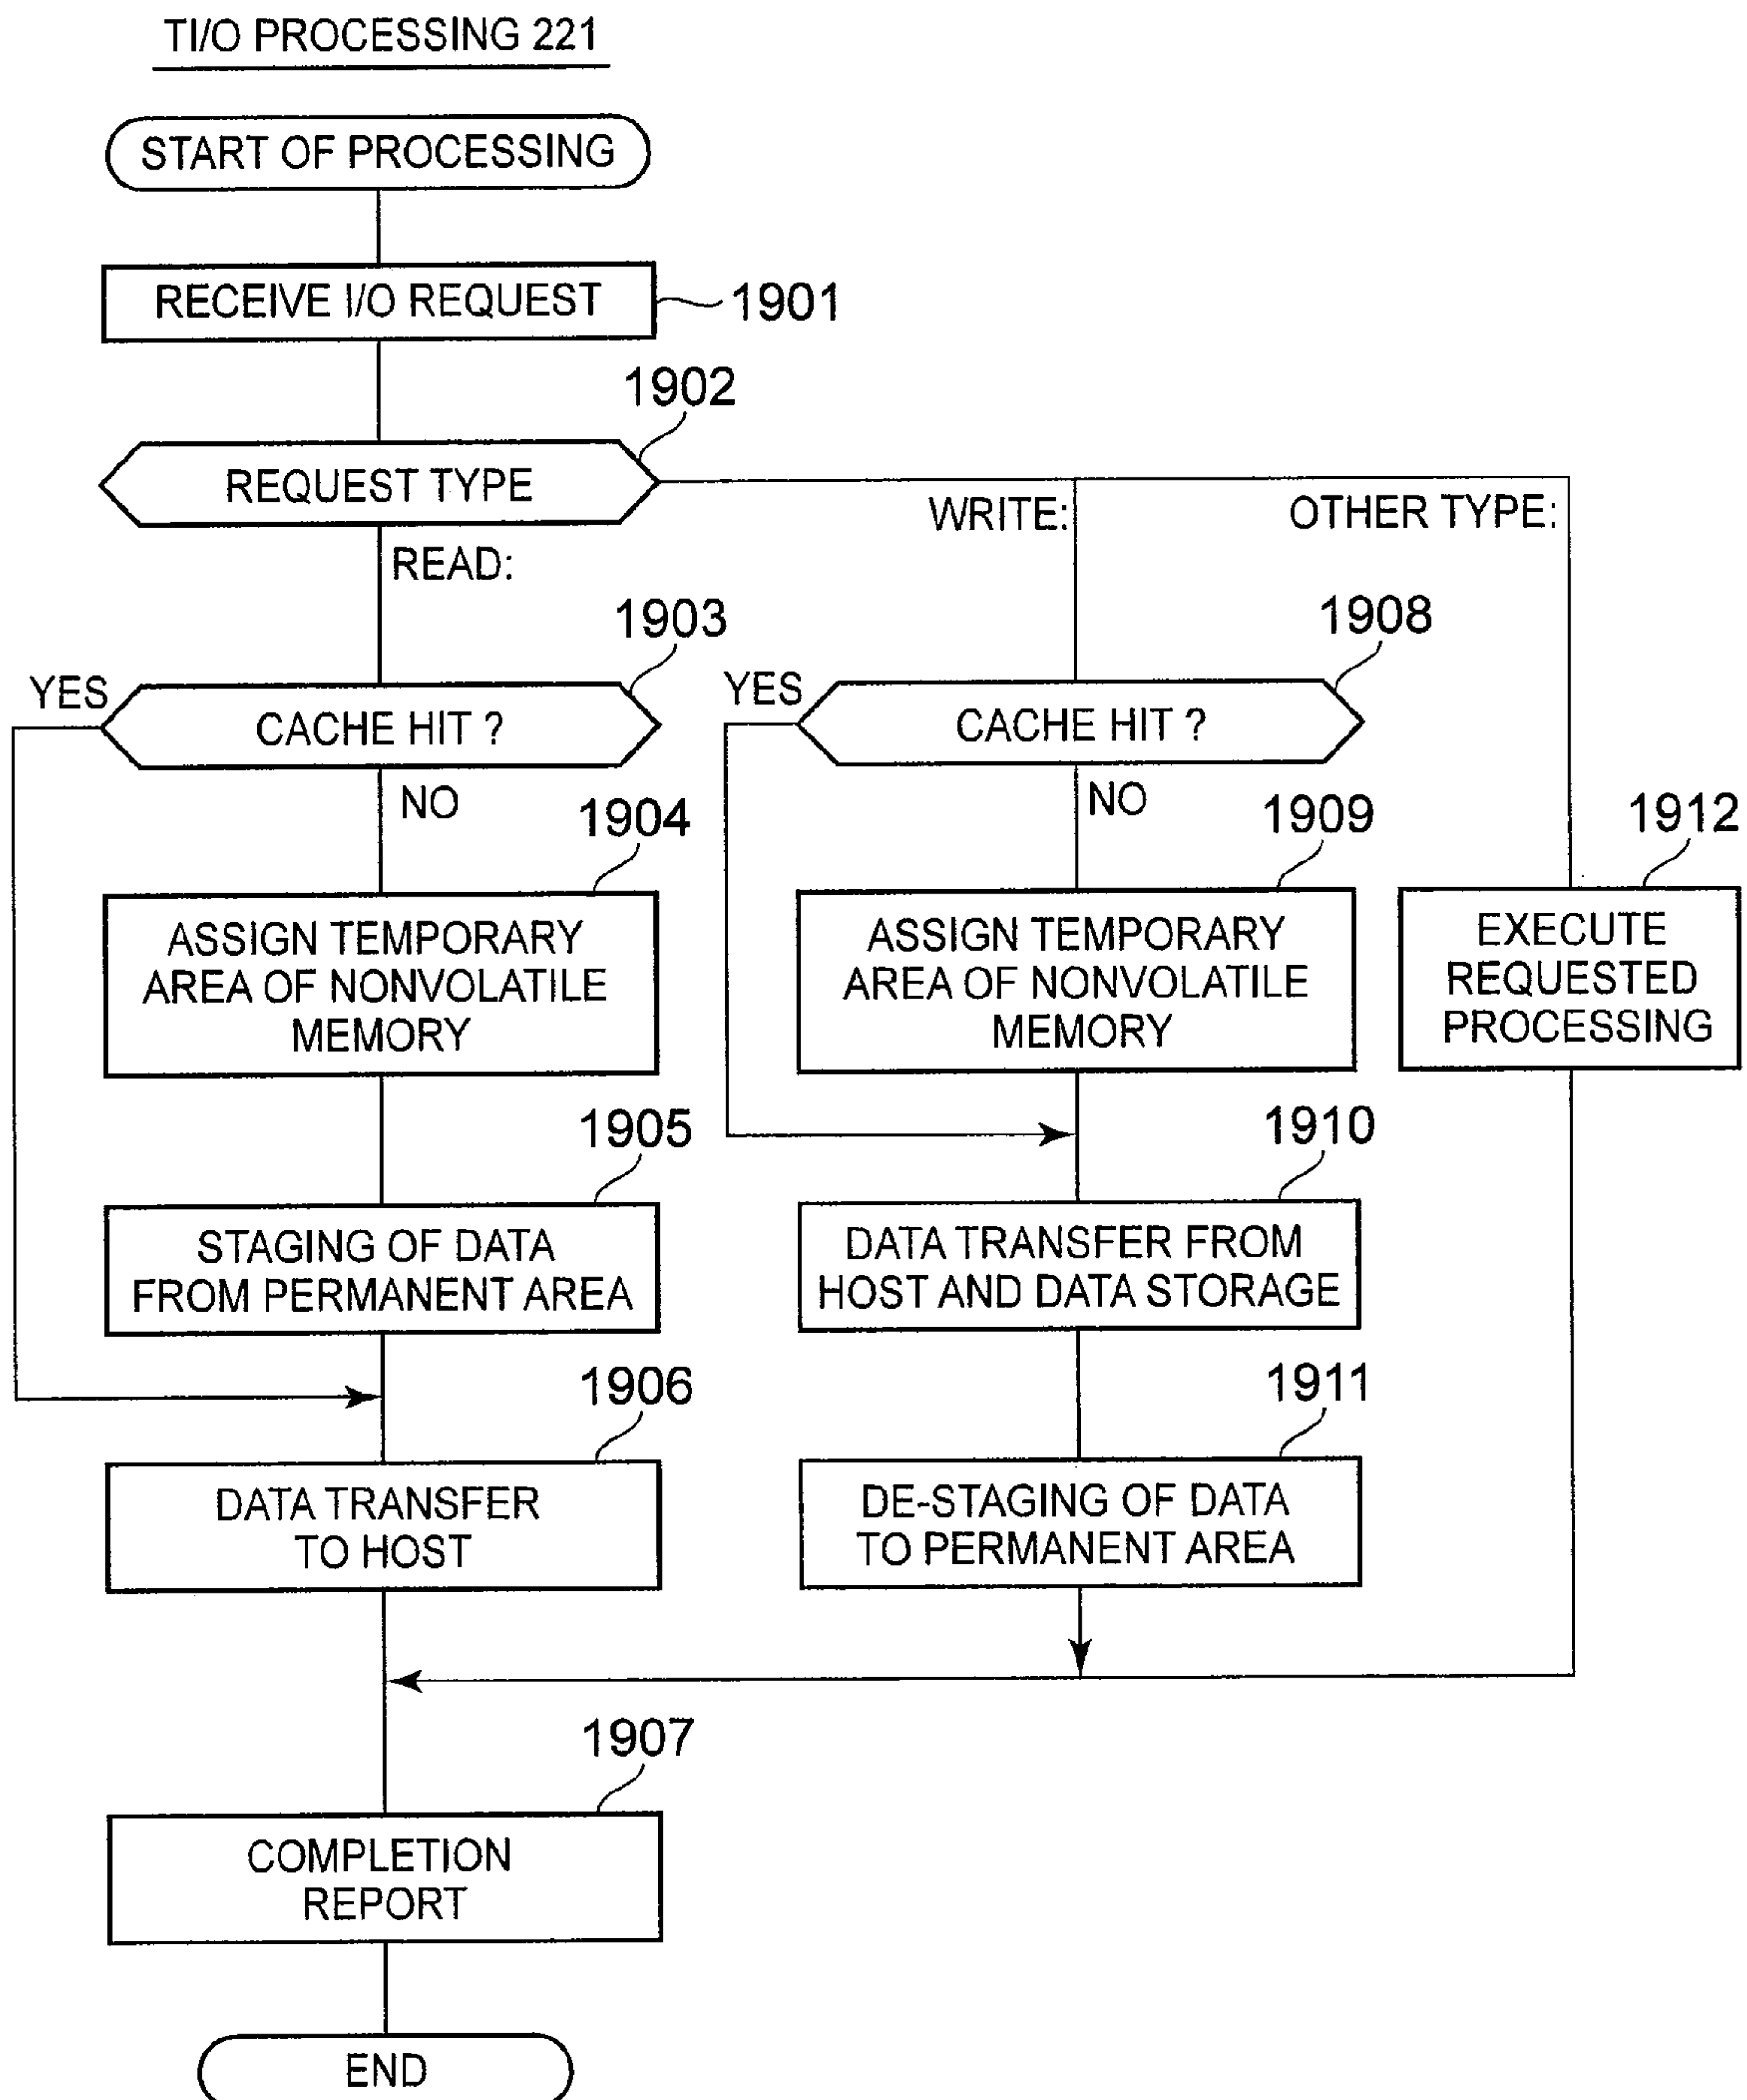 TI/O PROCESSING 221
START OF PROCESSING
RECEIVE I/O REQUEST
1901
1902
REQUEST TYPE
WRITE:
OTHER TYPE:
READ:
1903
1908
YES
CACHE HIT ?
YES
CACHE HIT ?
NO
NO
1904
1909
1912
ASSIGN TEMPORARY
AREA OF NONVOLATILE
MEMORY
ASSIGN TEMPORARY
AREA OF NONVOLATILE
MEMORY
EXECUTE
REQUESTED
PROCESSING
1905
1910
STAGING OF DATA
FROM PERMANENT AREA
DATA TRANSFER FROM
HOST AND DATA STORAGE
1906
1911
DATA TRANSFER
TO HOST
DE-STAGING OF DATA
TO PERMANENT AREA
1907
COMPLETION
REPORT
END